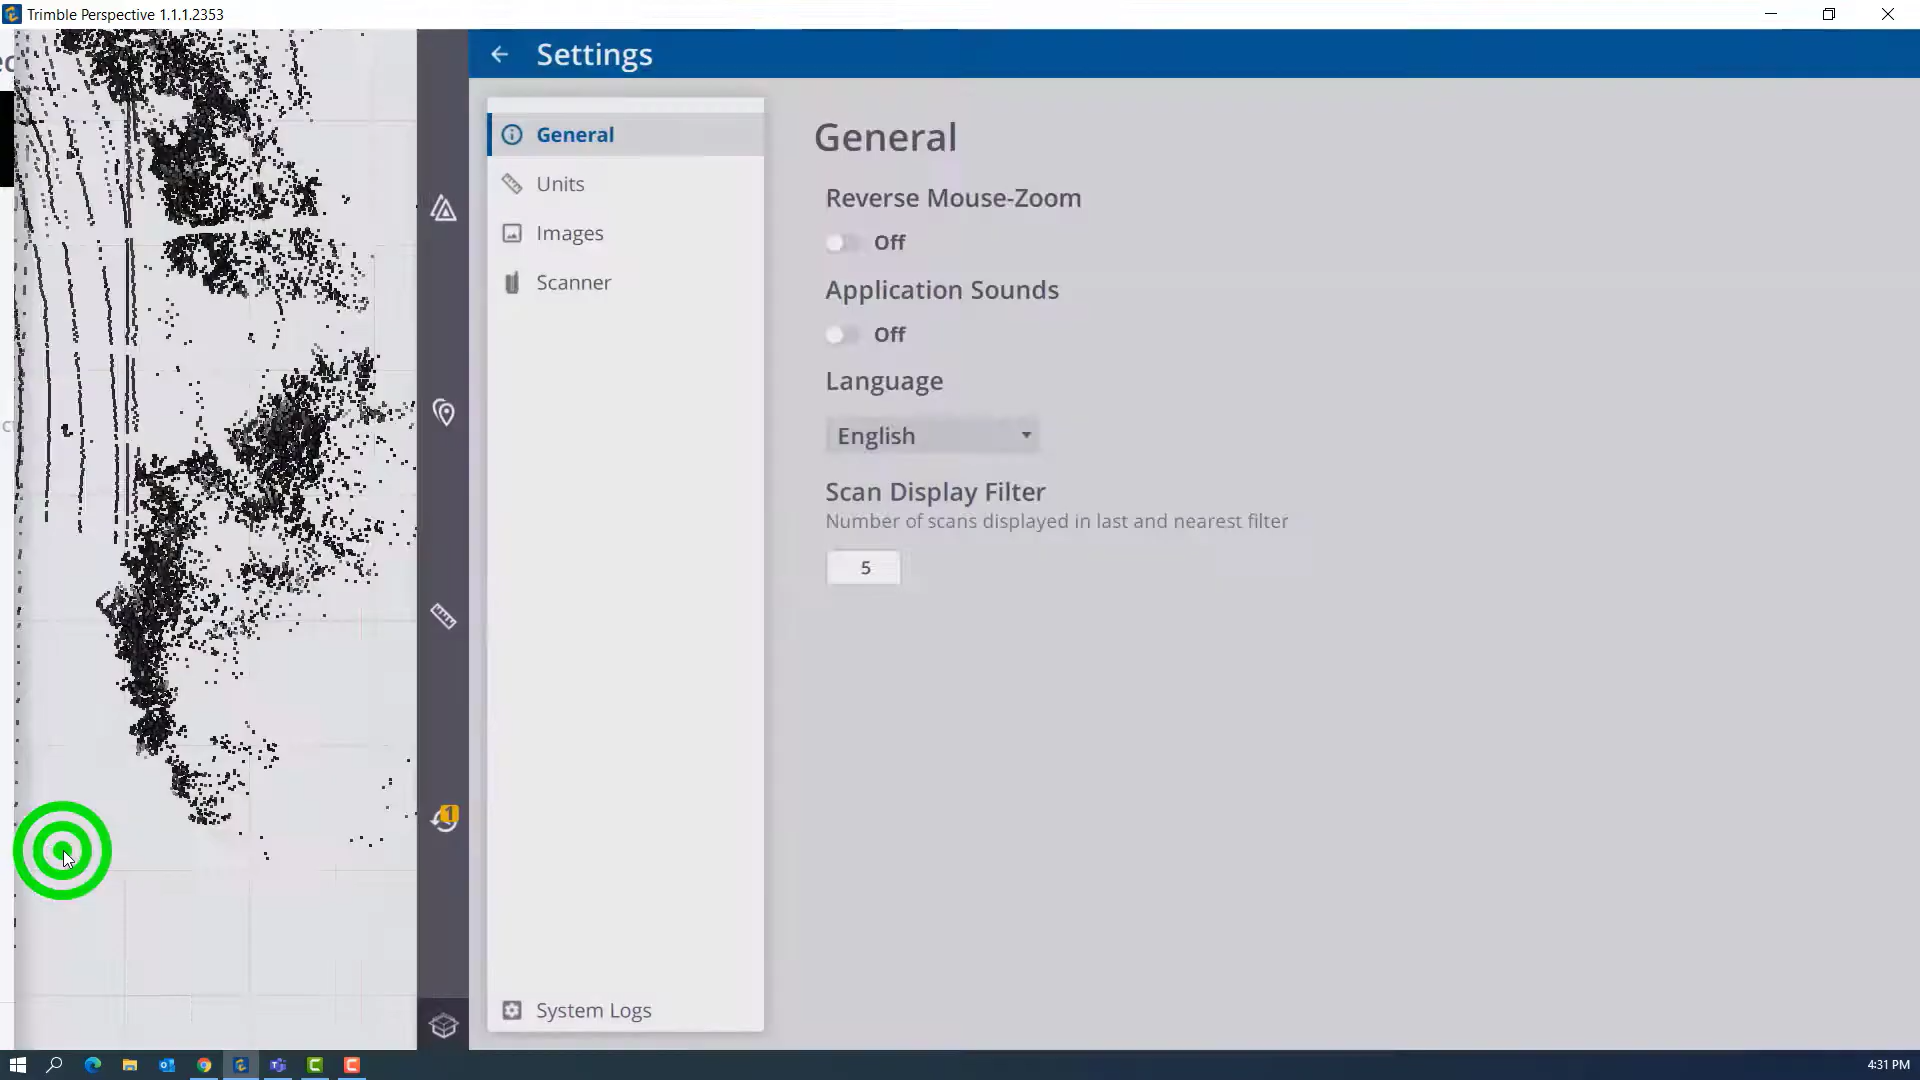 Trimble Perspective 1.1.1.2353
Settings
General
Units
Images
Scanner
System Logs
General
Reverse Mouse-Zoom
Off
Application Sounds
Off
Language
English
Scan Display Filter
Number of scans displayed in last and nearest filter
5
1
4:31 PM